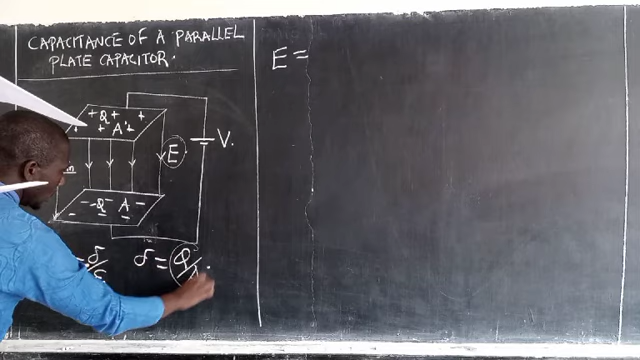 CAPACITANCE OF A PARALLEL
PLATE CAPACITOR.
E =
+ Q + +
+ + A + +
E
V.
- - Q A -
- - -
= σ/ε
σ = Q/A